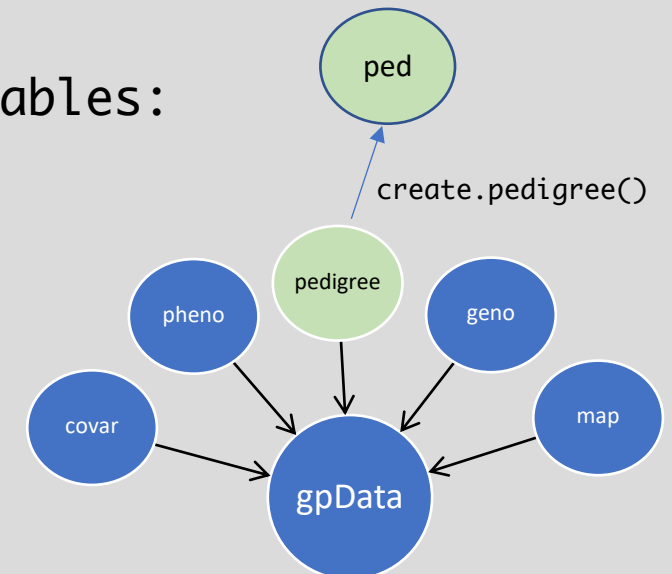 ped
ables:
create.pedigree()
pedigree
pheno
geno
covar
map
gpData